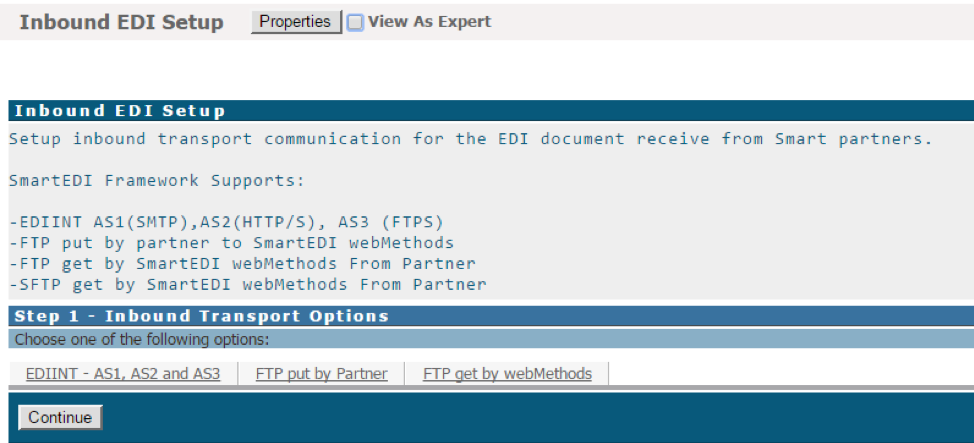 Inbound EDI Setup Properties View As Expert
Inbound EDI Setup
Setup inbound transport communication for the EDI document receive from Smart partners.
SmartEDI Framework Supports:
-EDIINT AS1(SMTP),AS2(HTTP/S), AS3 (FTPS)
-FTP put by partner to SmartEDI webMethods
-FTP get by SmartEDI webMethods From Partner
-SFTP get by SmartEDI webMethods From Partner
Step 1 - Inbound Transport Options
Choose one of the following options:
EDIINT - AS1, AS2 and AS3 FTP put by Partner FTP get by webMethods
Continue